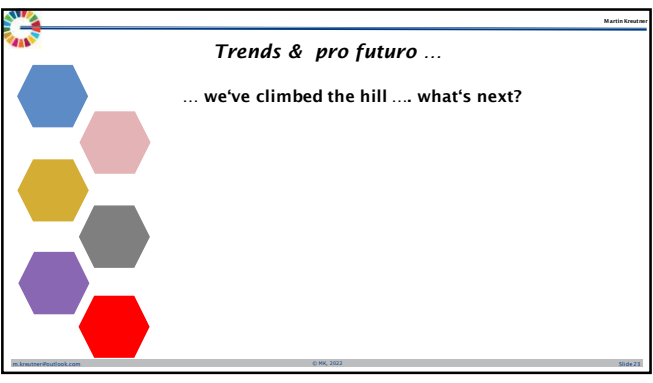 Martin Kreutner
Trends & pro futuro …
… we‘ve climbed the hill …. what‘s next?
m.kreutner@outlook.com
© MK, 2022
Slide 23